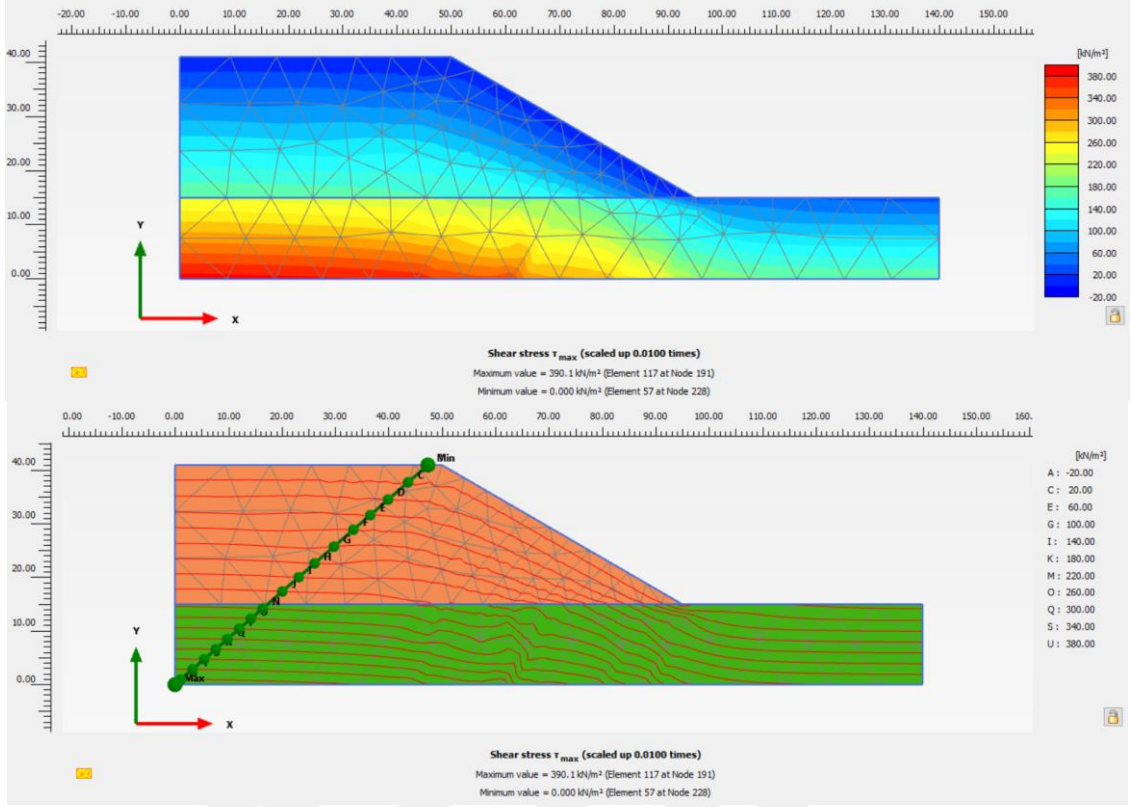 -20.00 0.00 10.00 20.00 30.00 40.00 50.00 60.00 70.00 80.00 90.00 100.00 110.00 120.00 130.00 140.00 150.00
40.00
30.00
20.00
10.00
0.00
Y
X
[kN/m²]
380.00
340.00
300.00
260.00
220.00
180.00
140.00
100.00
60.00
20.00
-20.00
Shear stress τmax (scaled up 0.0100 times)
Maximum value = 390.1 kN/m² (Element 117 at Node 191)
Minimum value = 0.000 kN/m² (Element 57 at Node 228)
0.00 -10.00 0.00 10.00 20.00 30.00 40.00 50.00 60.00 70.00 80.00 90.00 100.00 110.00 120.00 130.00 140.00 150.00 160.
40.00
30.00
20.00
10.00
0.00
Min
C
D
E
F
G
H
I
J
N
Q
Max
Y
X
[kN/m²]
A : -20.00
C : 20.00
E : 60.00
G : 100.00
I : 140.00
K : 180.00
M : 220.00
O : 260.00
Q : 300.00
S : 340.00
U : 380.00
Shear stress τmax (scaled up 0.0100 times)
Maximum value = 390.1 kN/m² (Element 117 at Node 191)
Minimum value = 0.000 kN/m² (Element 57 at Node 228)